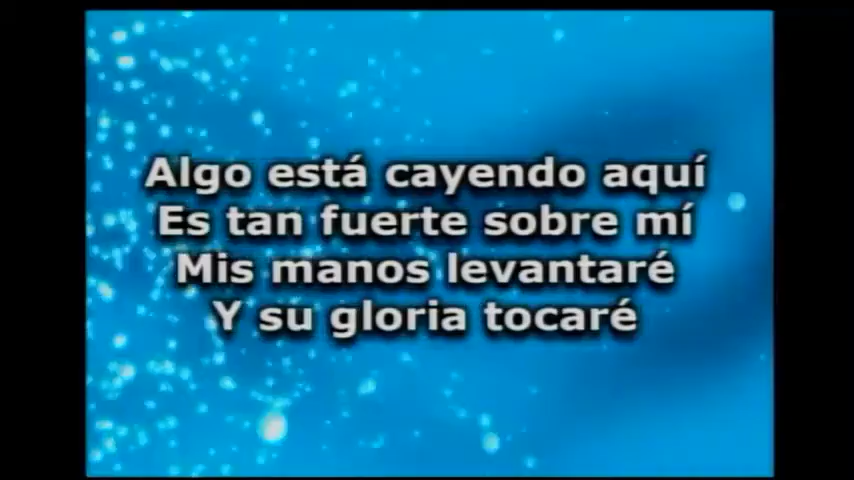 Algo está cayendo aquí
Es tan fuerte sobre mí
Mis manos levantaré
Y su gloria tocaré